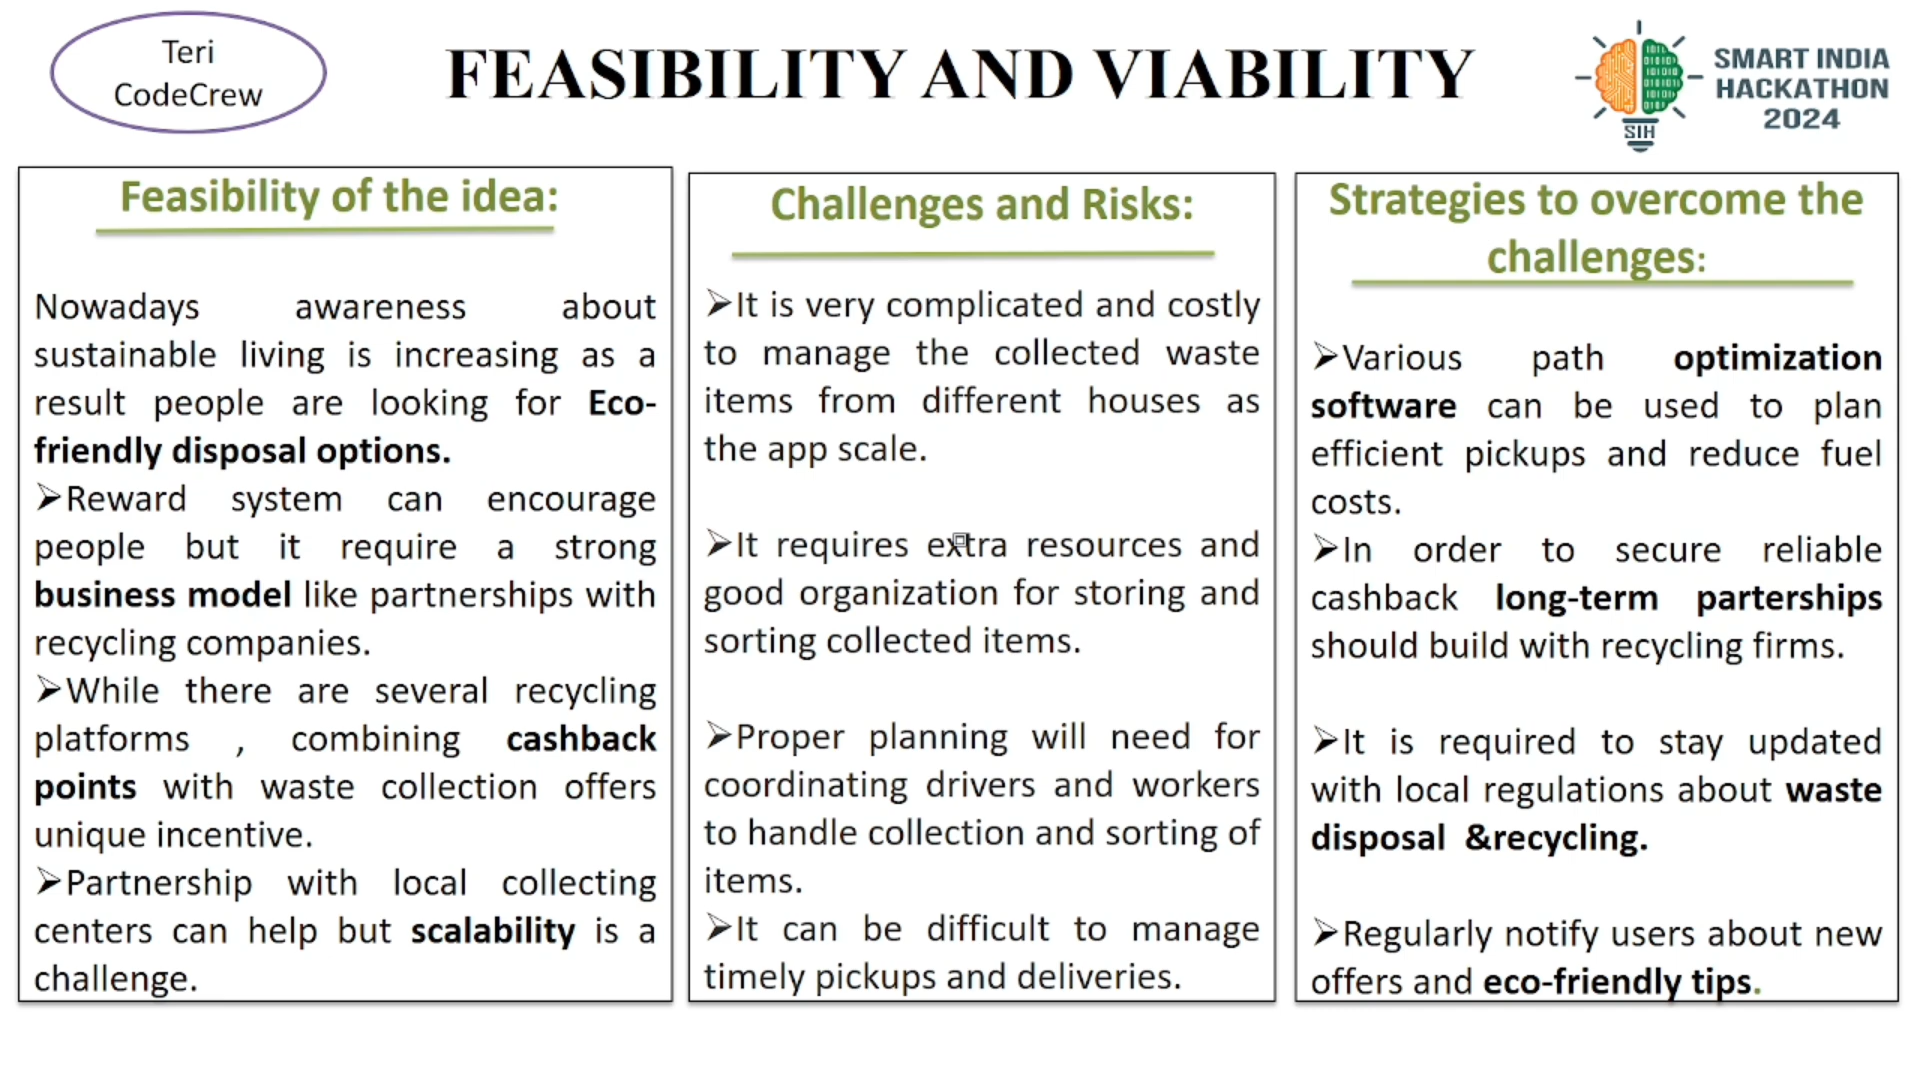 Teri
CodeCrew
FEASIBILITY AND VIABILITY
SIH
SMART INDIA
HACKATHON
2024
Feasibility of the idea:
Nowadays awareness about
sustainable living is increasing as a
result people are looking for Eco-
friendly disposal options.
➢Reward system can encourage
people but it require a strong
business model like partnerships with
recycling companies.
➢While there are several recycling
platforms , combining cashback
points with waste collection offers
unique incentive.
➢Partnership with local collecting
centers can help but scalability is a
challenge.
Challenges and Risks:
➢It is very complicated and costly
to manage the collected waste
items from different houses as
the app scale.
➢It requires extra resources and
good organization for storing and
sorting collected items.
➢Proper planning will need for
coordinating drivers and workers
to handle collection and sorting of
items.
➢It can be difficult to manage
timely pickups and deliveries.
Strategies to overcome the
challenges:
➢Various path optimization
software can be used to plan
efficient pickups and reduce fuel
costs.
➢In order to secure reliable
cashback long-term parterships
should build with recycling firms.
➢It is required to stay updated
with local regulations about waste
disposal &recycling.
➢Regularly notify users about new
offers and eco-friendly tips.